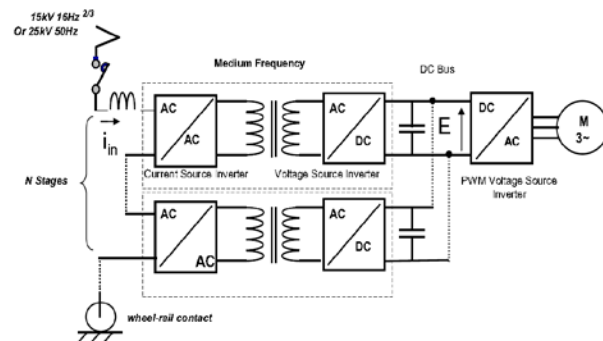 15kV 16Hz 2/3
Or 25kV 50Hz
Medium Frequency
DC Bus
AC
AC
AC
DC
E
DC
AC
M
3~
i in
N Stages
Current Source Inverter
Voltage Source Inverter
PWM Voltage Source
Inverter
AC
AC
AC
DC
wheel-rail contact